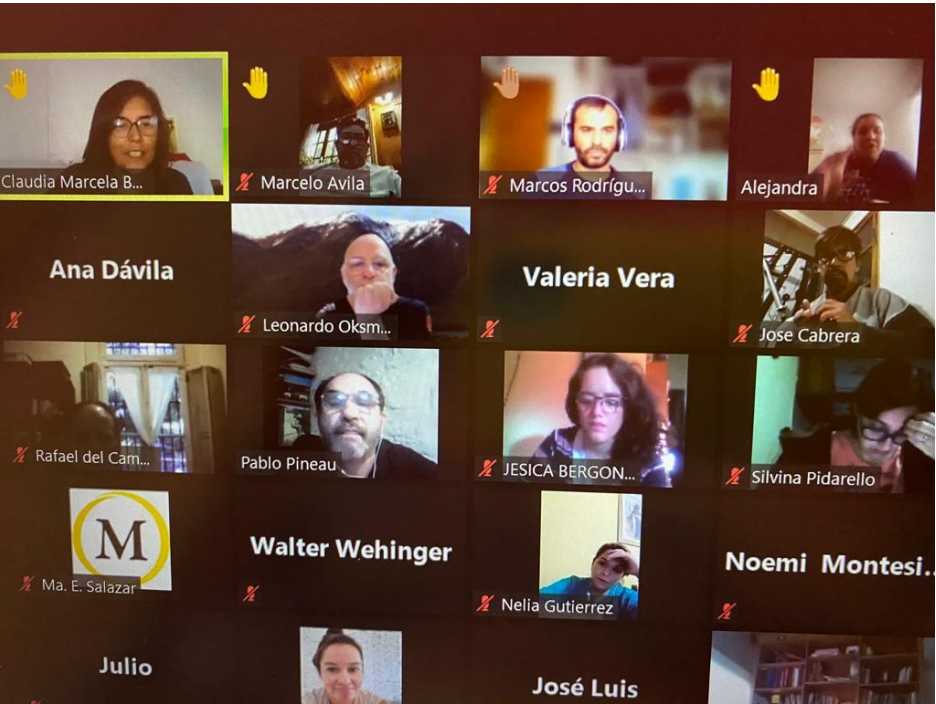 Claudia Marcela B...
Marcelo Avila
Marcos Rodrígu...
Alejandra
Ana Dávila
Leonardo Oksm...
Valeria Vera
Jose Cabrera
Rafael del Cam...
Pablo Pineau
JESICA BERGON...
Silvina Pidarello
M
Ma. E. Salazar
Walter Wehinger
Nelia Gutierrez
Noemi Montesi...
Julio
José Luis